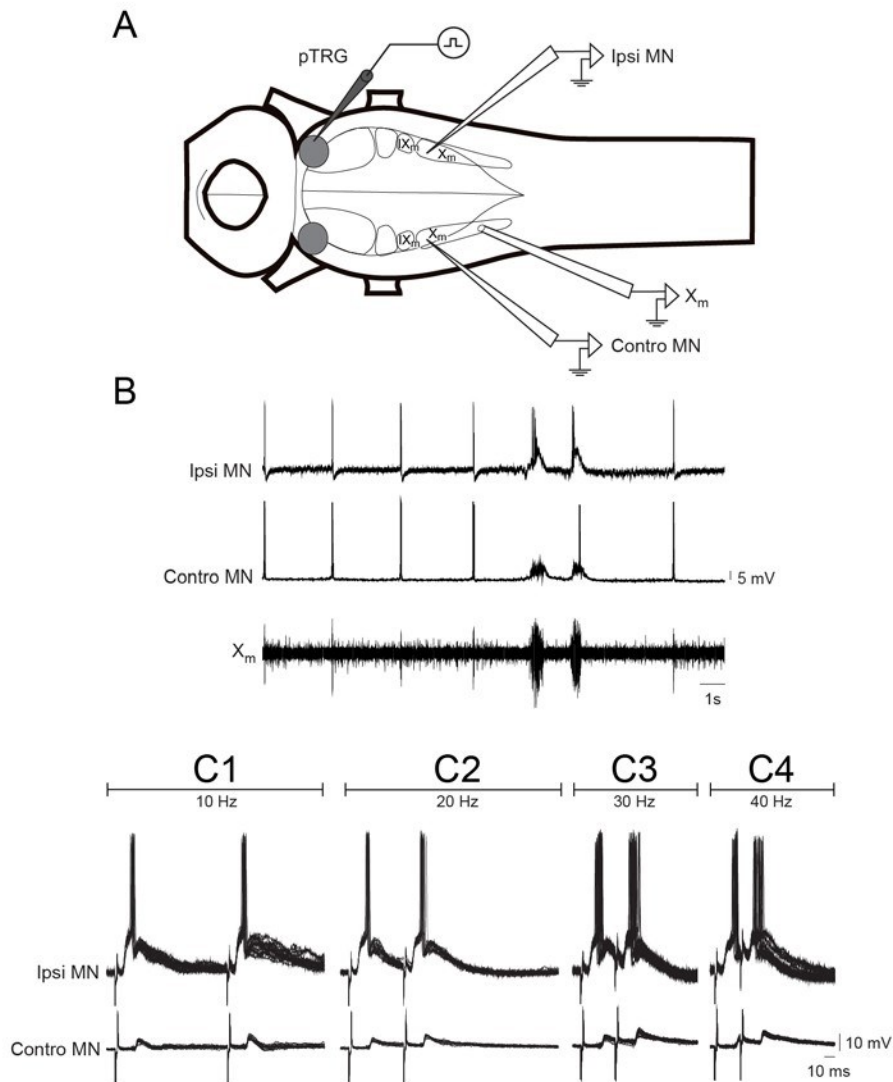 A
pTRG
Ipsi MN
IXm
Xm
IXm
Xm
Xm
Contro MN
B
Ipsi MN
Contro MN
5 mV
Xm
1s
C1
C2
C3
C4
10 Hz
20 Hz
30 Hz
40 Hz
Ipsi MN
Contro MN
10 mV
10 ms